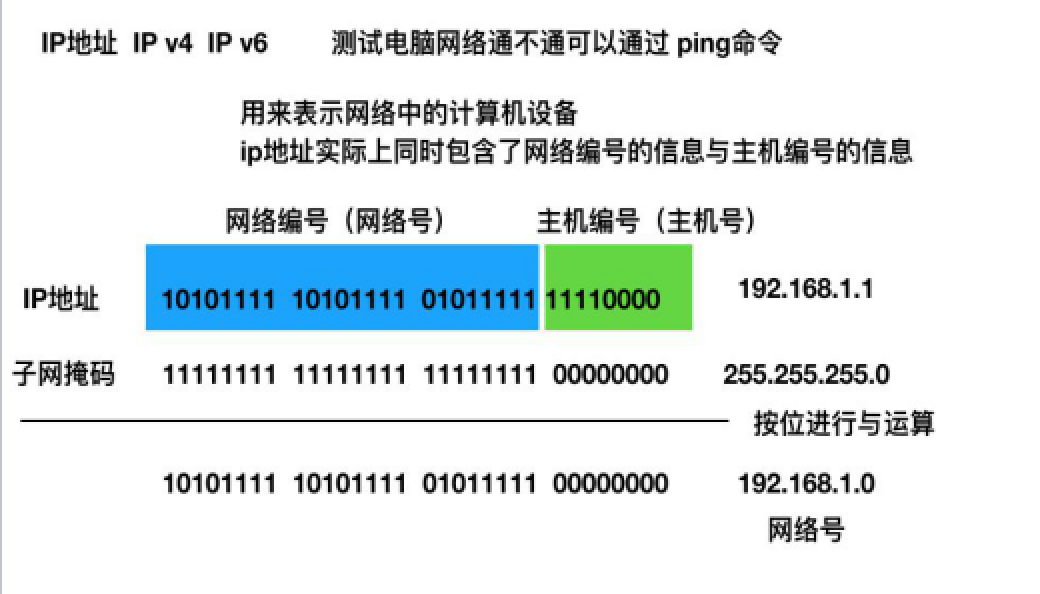 IP地址 IP v4 IP v6 测试电脑网络通不通可以通过 ping命令
用来表示网络中的计算机设备
ip地址实际上同时包含了网络编号的信息与主机编号的信息
网络编号（网络号） 主机编号（主机号）
IP地址 10101111 10101111 01011111 11110000 192.168.1.1
子网掩码 11111111 11111111 11111111 00000000 255.255.255.0
按位进行与运算
10101111 10101111 01011111 00000000 192.168.1.0
网络号